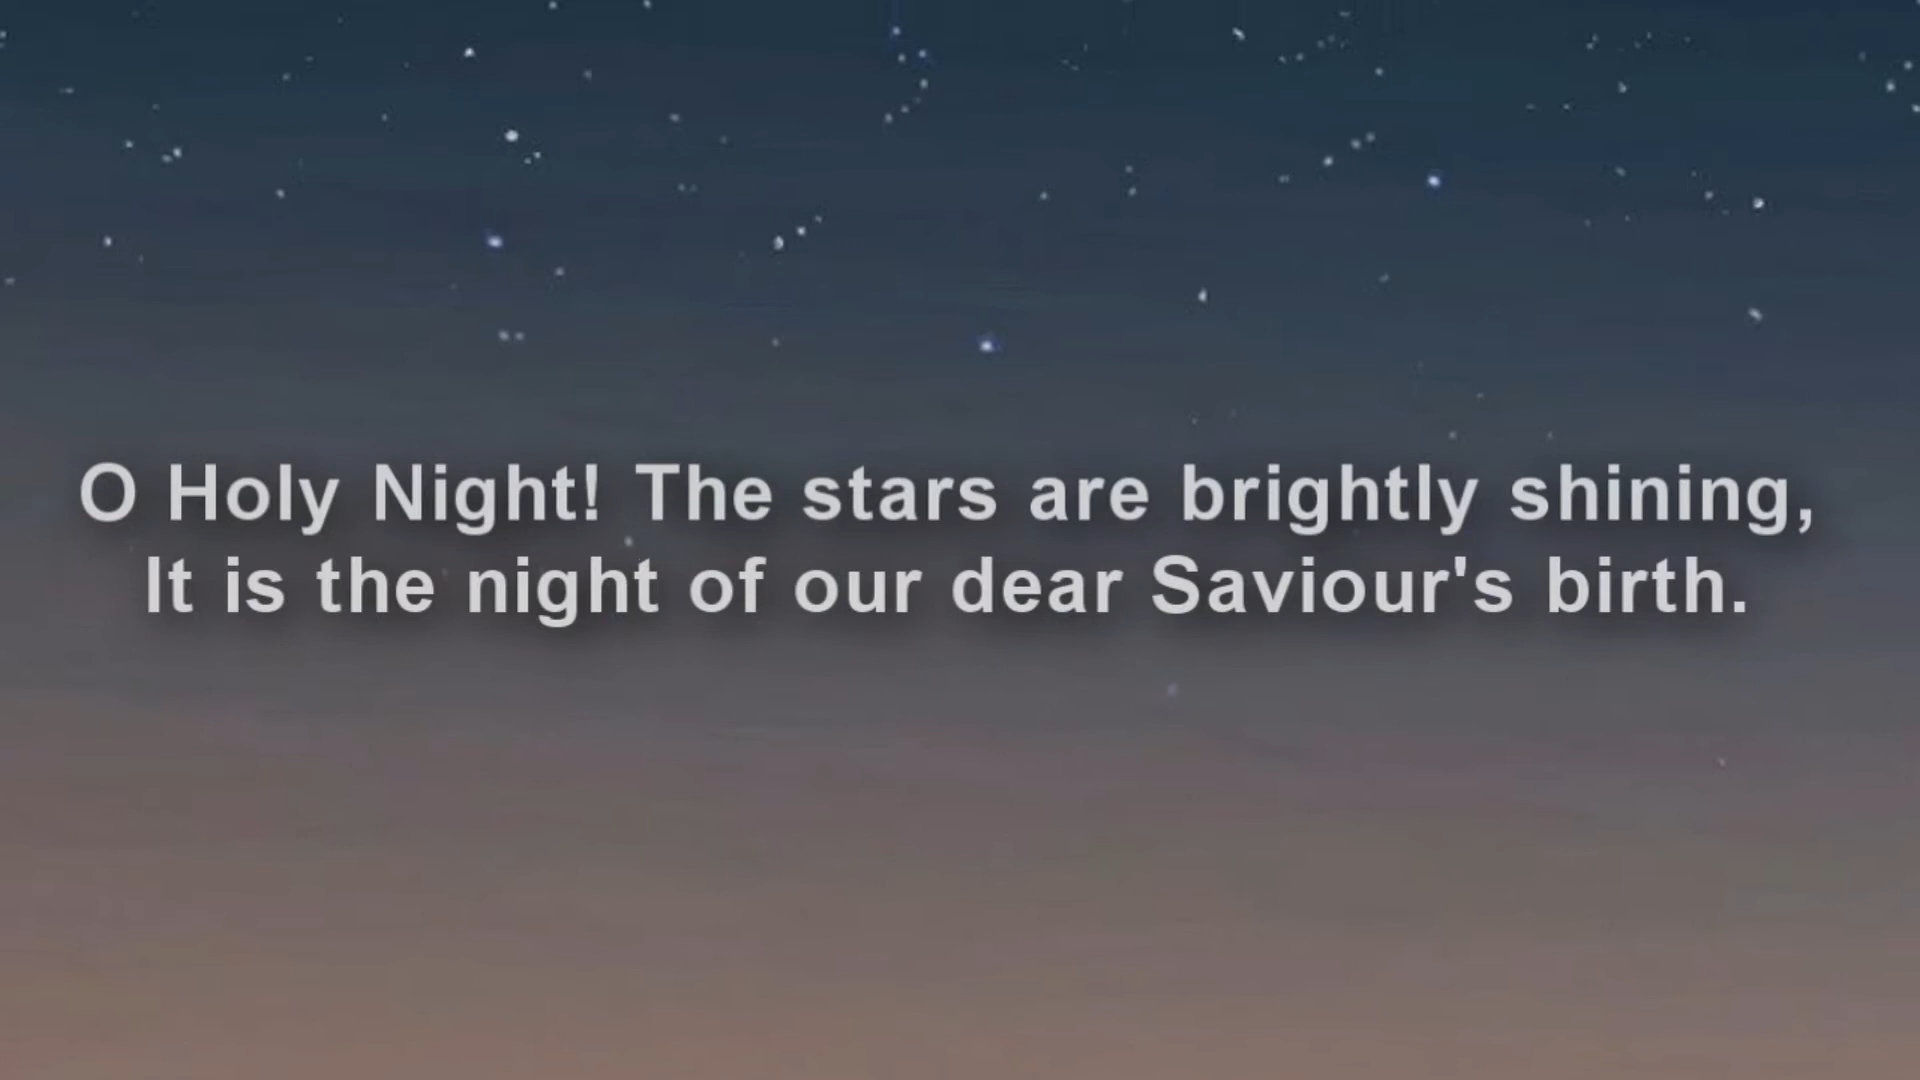 O Holy Night! The stars are brightly shining,
It is the night of our dear Saviour's birth.